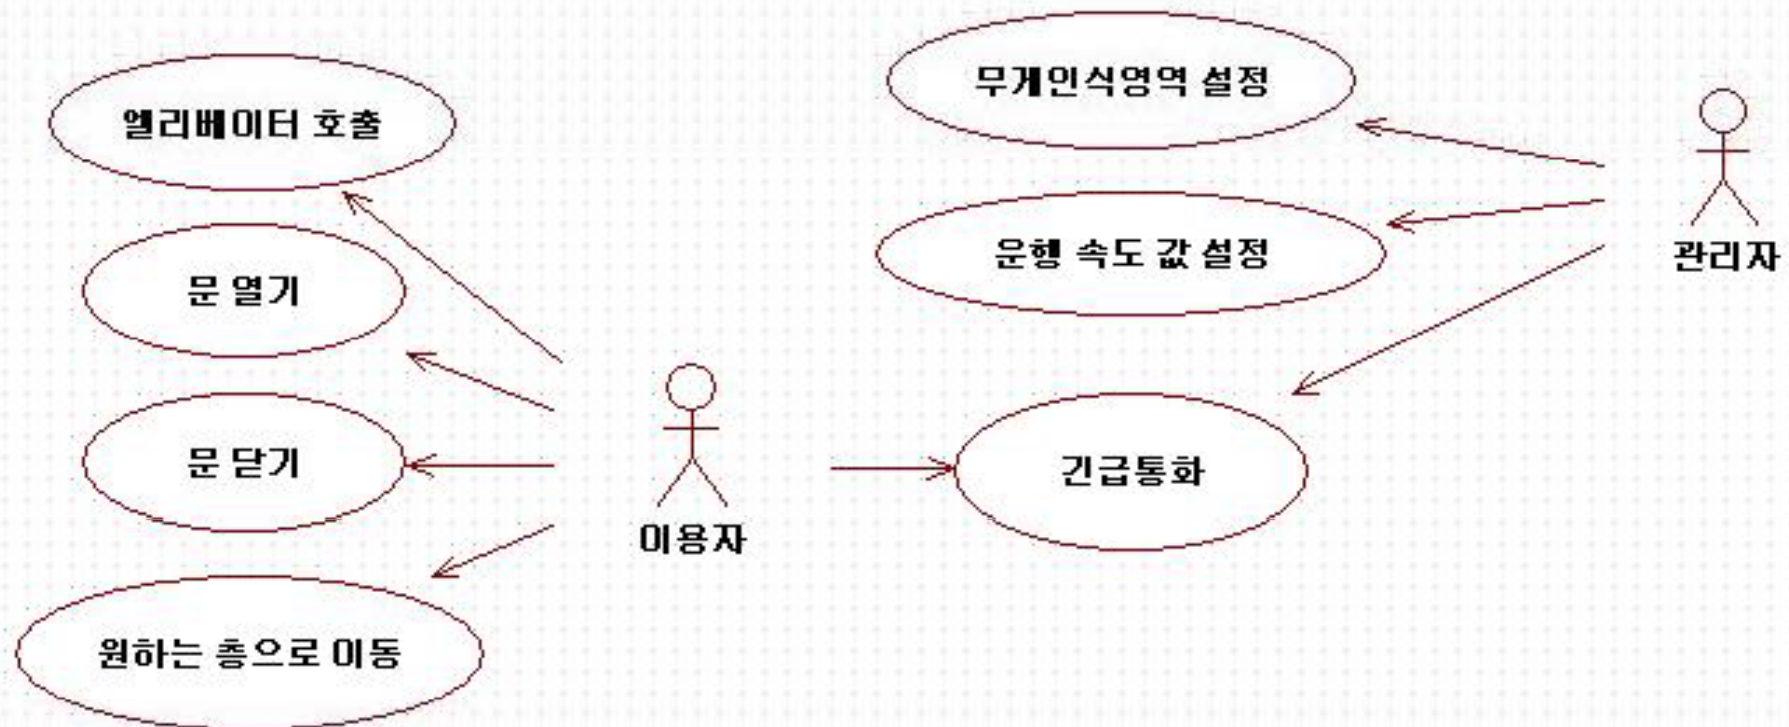 엘리베이터 호출
문 열기
문 닫기
원하는 층으로 이동
이용자
무게인식영역 설정
운행 속도 값 설정
긴급통화
관리자